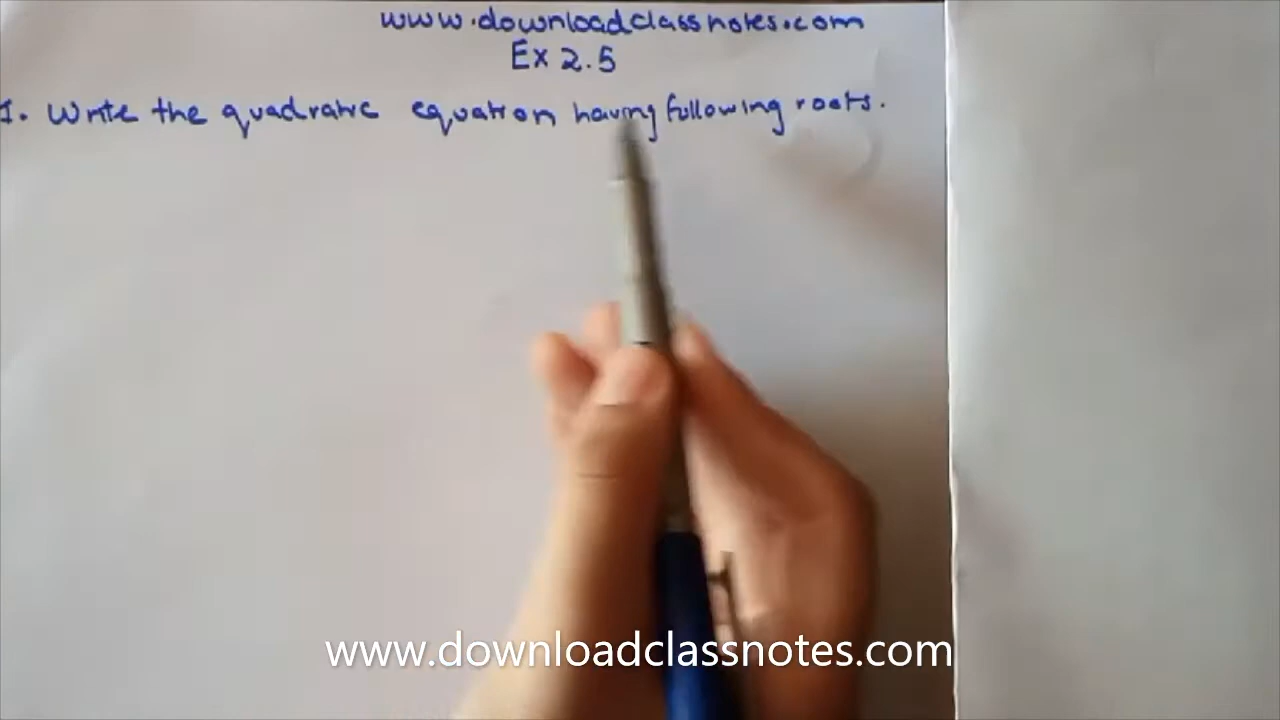 www.downloadclassnotes.com
Ex 2.5
1. Write the quadratic equation having following roots.
www.downloadclassnotes.com